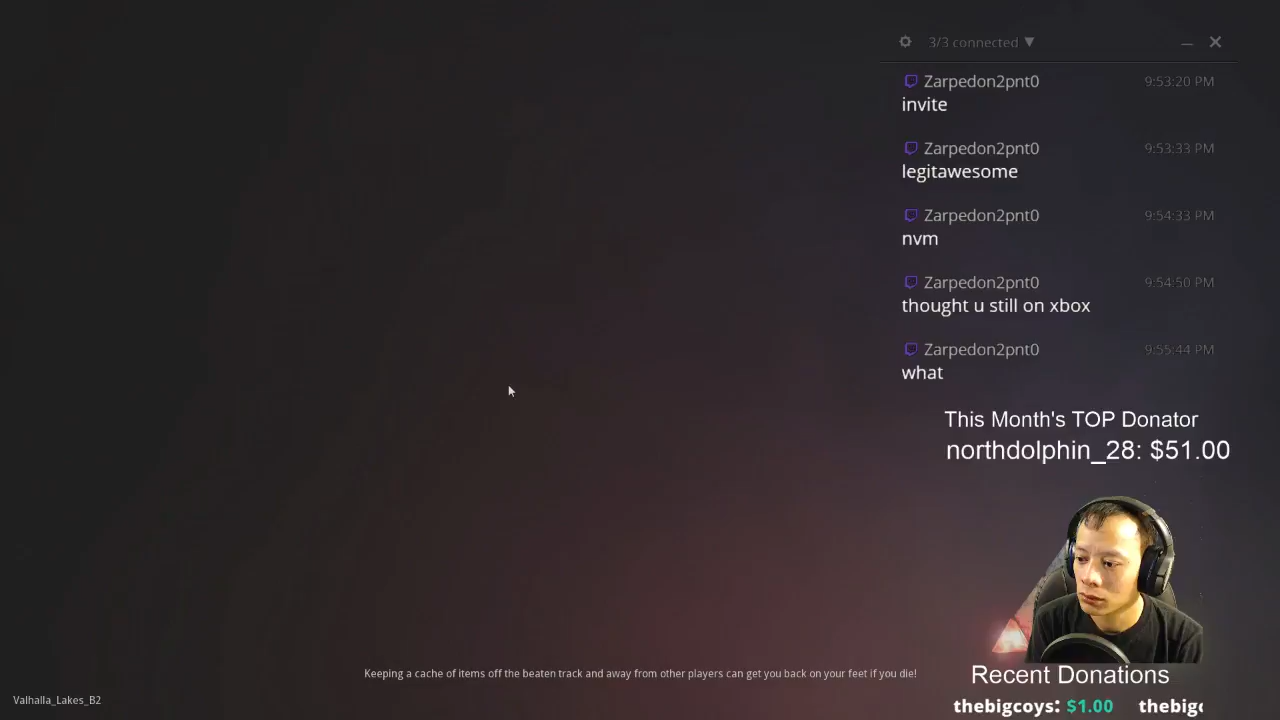 3/3 connected ▼
Zarpedon2pnt0 9:53:20 PM
invite
Zarpedon2pnt0 9:53:33 PM
legitawesome
Zarpedon2pnt0 9:54:33 PM
nvm
Zarpedon2pnt0 9:54:50 PM
thought u still on xbox
Zarpedon2pnt0 9:55:44 PM
what
This Month's TOP Donator
northdolphin_28: $51.00
Keeping a cache of items off the beaten track and away from other players can get you back on your feet if you die!
Recent Donations
thebigcoys: $1.00 thebigc
Valhalla_Lakes_B2